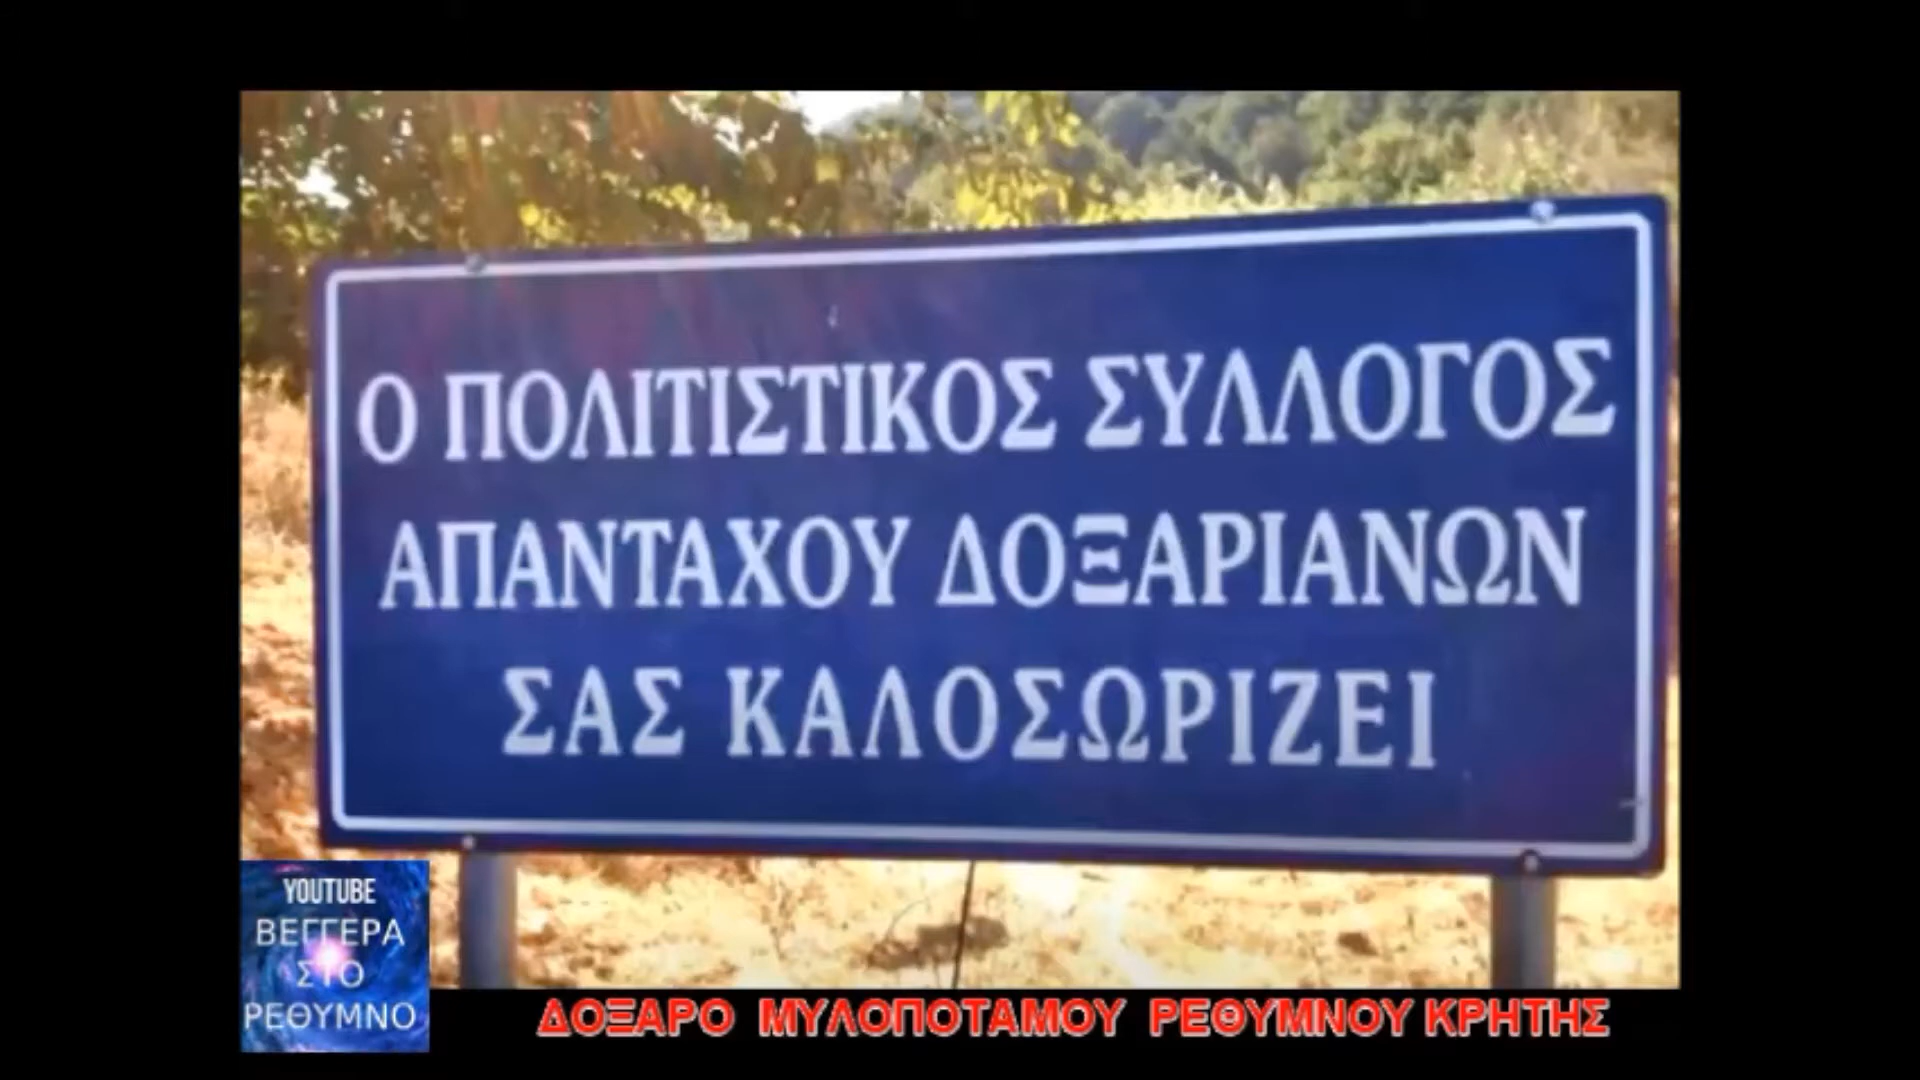 Ο ΠΟΛΙΤΙΣΤΙΚΟΣ ΣΥΛΛΟΓΟΣ
ΑΠΑΝΤΑΧΟΥ ΔΟΞΑΡΙΑΝΩΝ
ΣΑΣ ΚΑΛΟΣΩΡΙΖΕΙ
YOUTUBE
ΒΕΓΓΕΡΑ
ΣΤΟ
ΡΕΘΥΜΝΟ
ΔΟΞΑΡΟ ΜΥΛΟΠΟΤΑΜΟΥ ΡΕΘΥΜΝΟΥ ΚΡΗΤΗΣ